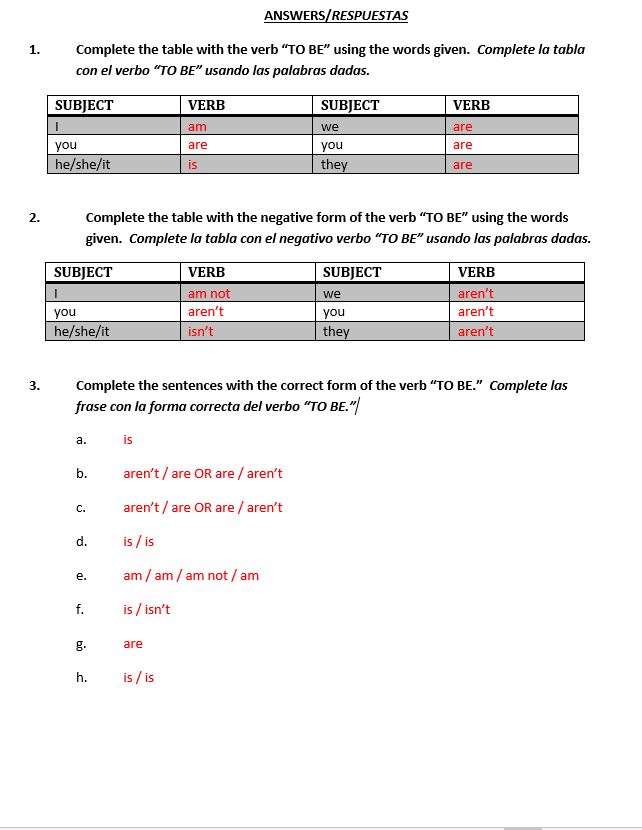 ANSWERS/RESPUESTAS
1. Complete the table with the verb “TO BE” using the words given. Complete la tabla
con el verbo “TO BE” usando las palabras dadas.
SUBJECT VERB SUBJECT VERB
I am we are
you are you are
he/she/it is they are
2. Complete the table with the negative form of the verb “TO BE” using the words
given. Complete la tabla con el negativo verbo “TO BE” usando las palabras dadas.
SUBJECT VERB SUBJECT VERB
I am not we aren’t
you aren’t you aren’t
he/she/it isn’t they aren’t
3. Complete the sentences with the correct form of the verb “TO BE.” Complete las
frase con la forma correcta del verbo “TO BE.”
a. is
b. aren’t / are OR are / aren’t
c. aren’t / are OR are / aren’t
d. is / is
e. am / am / am not / am
f. is / isn’t
g. are
h. is / is